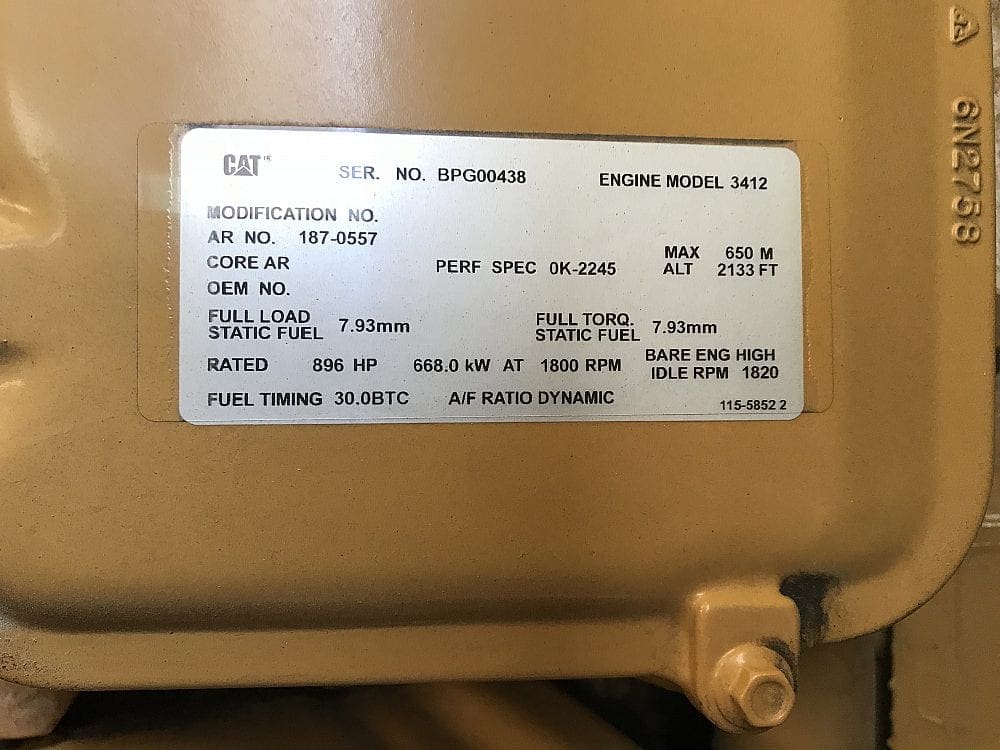 CAT
SER. NO. BPG00438 ENGINE MODEL 3412
MODIFICATION NO.
AR NO. 187-0557
CORE AR
PERF SPEC 0K-2245
MAX ALT 650 M 2133 FT
OEM NO.
FULL LOAD STATIC FUEL 7.93mm
FULL TORQ. STATIC FUEL 7.93mm
RATED 896 HP 668.0 kW AT 1800 RPM
BARE ENG HIGH
IDLE RPM 1820
FUEL TIMING 30.0BTC A/F RATIO DYNAMIC
115-5852 2
6N2758